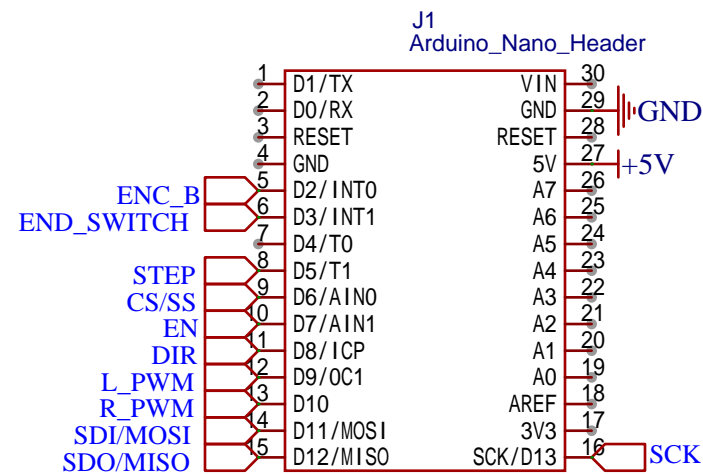 J1
Arduino_Nano_Header
1 D1/TX VIN 30
2 D0/RX GND 29 GND
3 RESET RESET 28
4 GND 5V 27 +5V
ENC_B 5 D2/INT0 A7 26
END_SWITCH 6 D3/INT1 A6 25
7 D4/T0 A5 24
STEP 8 D5/T1 A4 23
CS/SS 9 D6/AIN0 A3 22
EN 10 D7/AIN1 A2 21
DIR 11 D8/ICP A1 20
L_PWM 12 D9/OC1 A0 19
R_PWM 13 D10 AREF 18
SDI/MOSI 14 D11/MOSI 3V3 17
SDO/MISO 15 D12/MISO SCK/D13 16 SCK